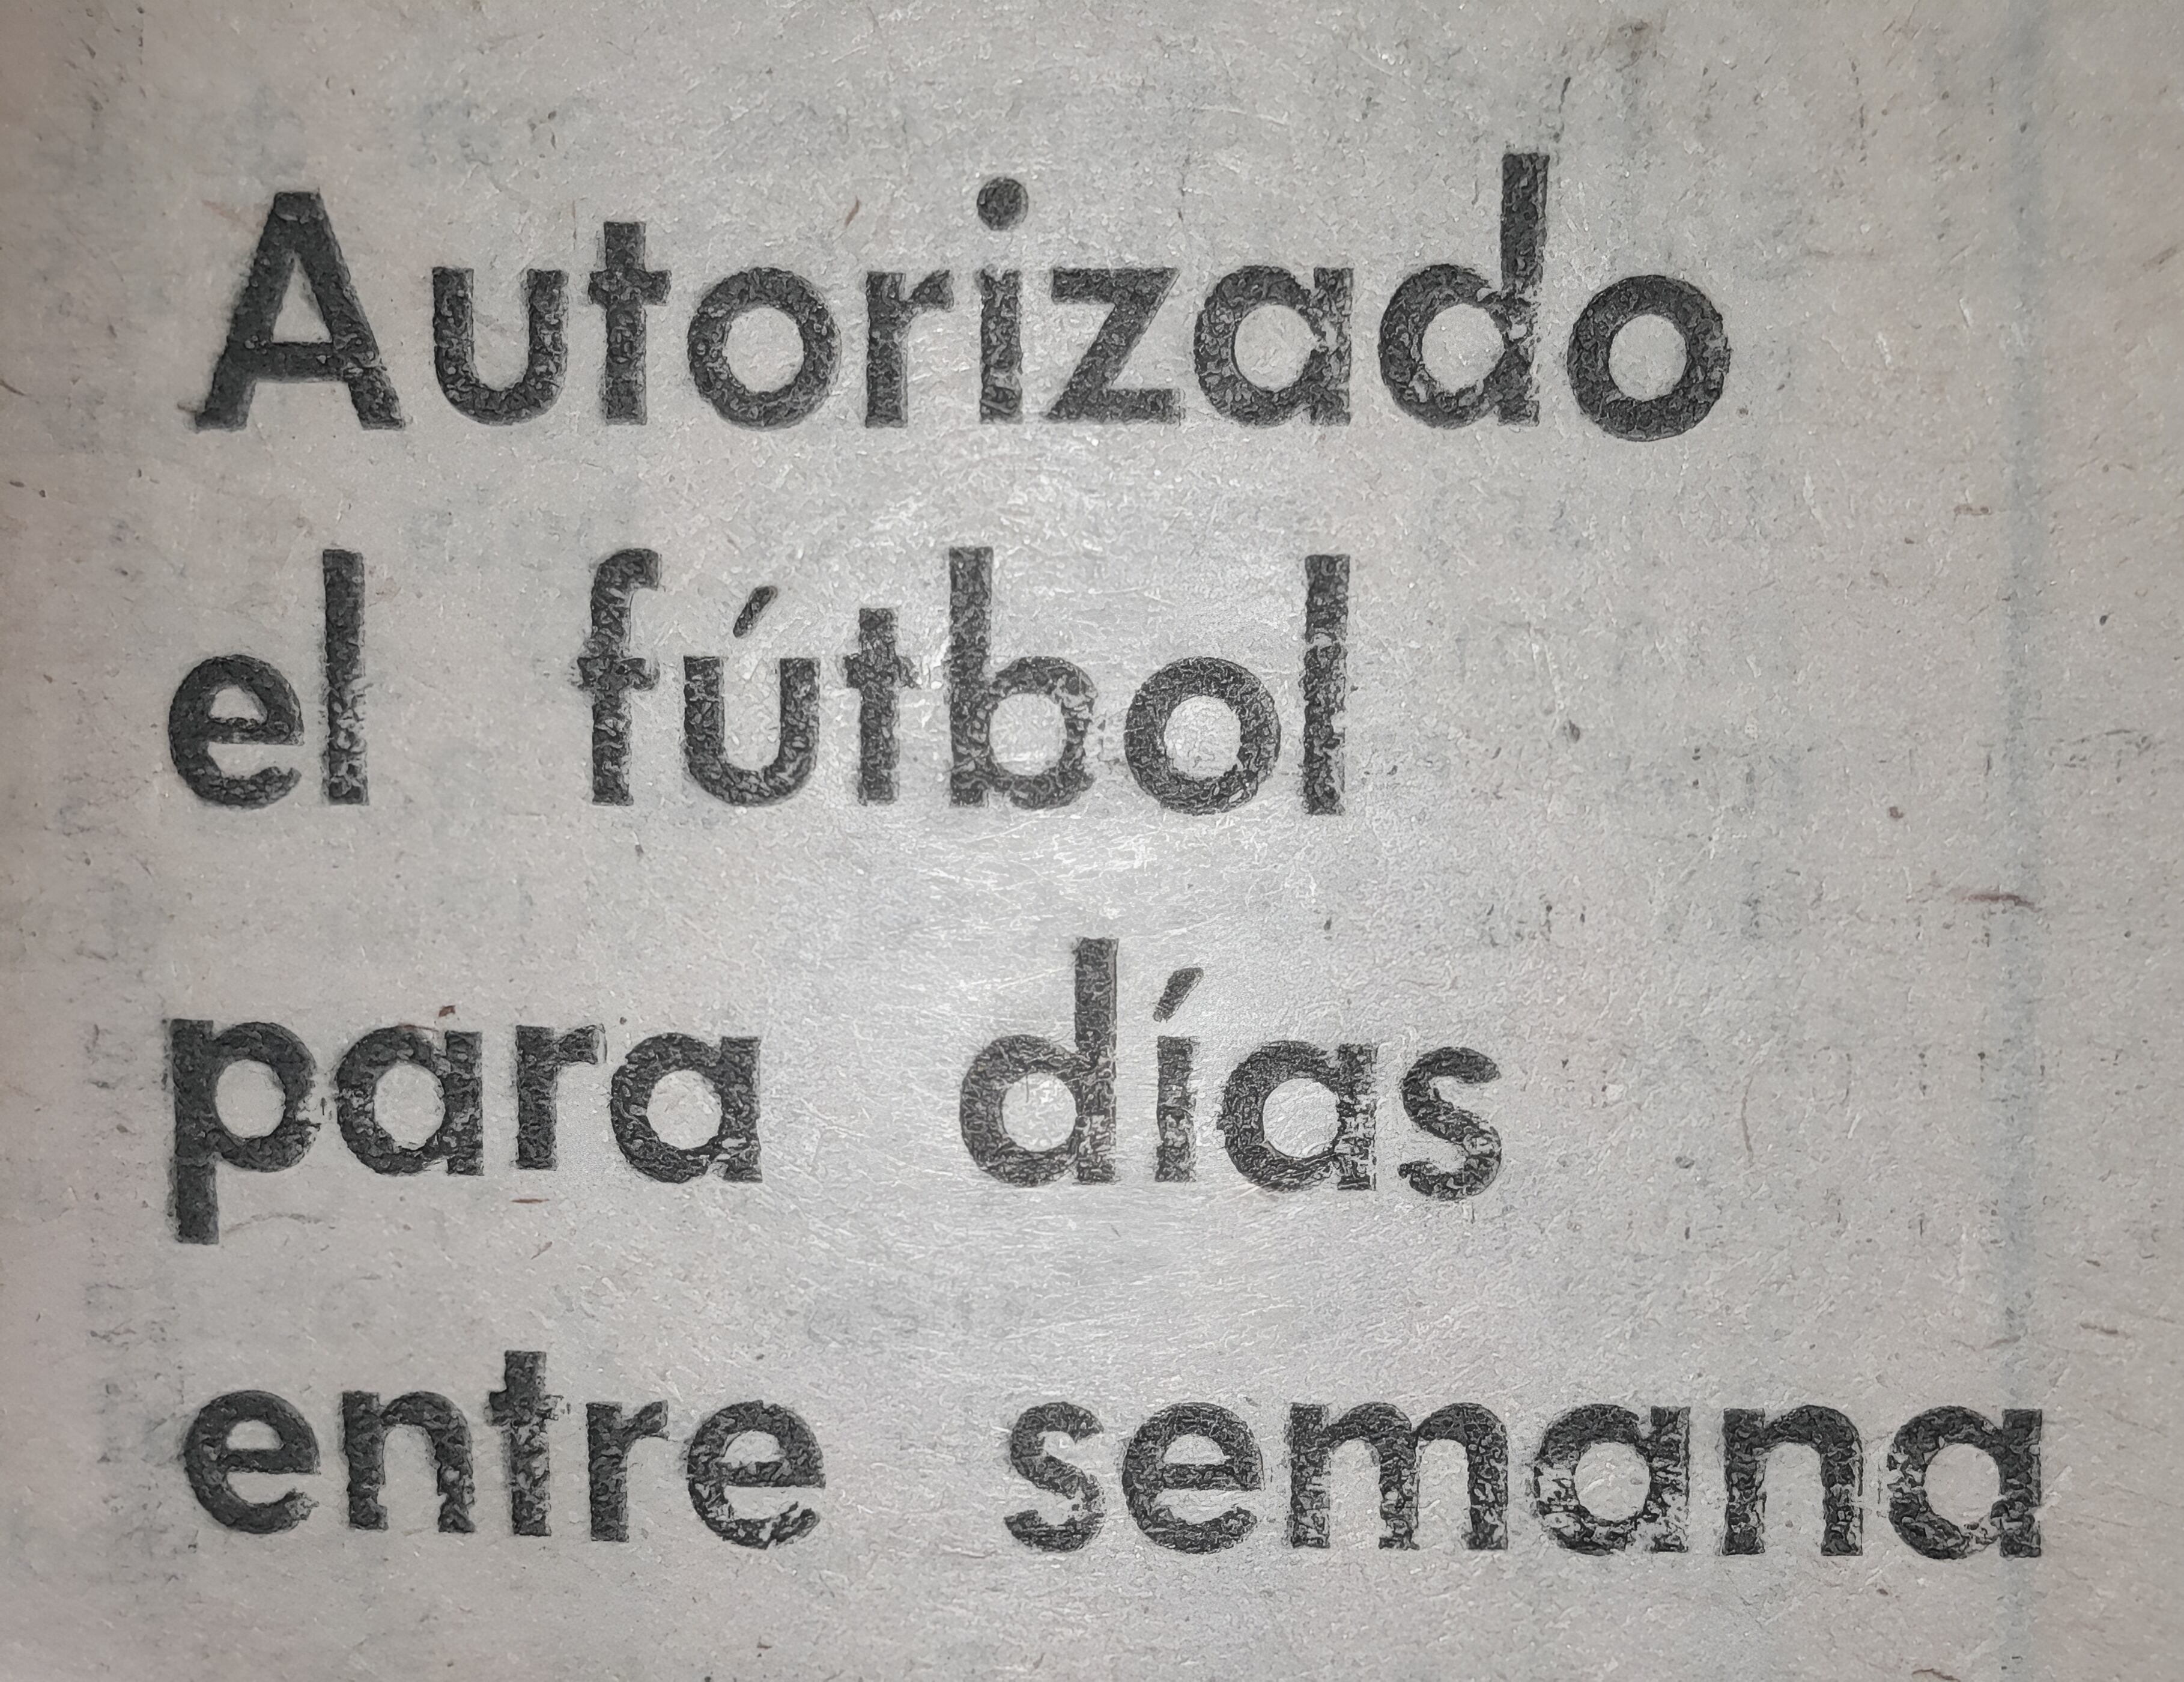 Autorizado
el fútbol
para días
entre semana